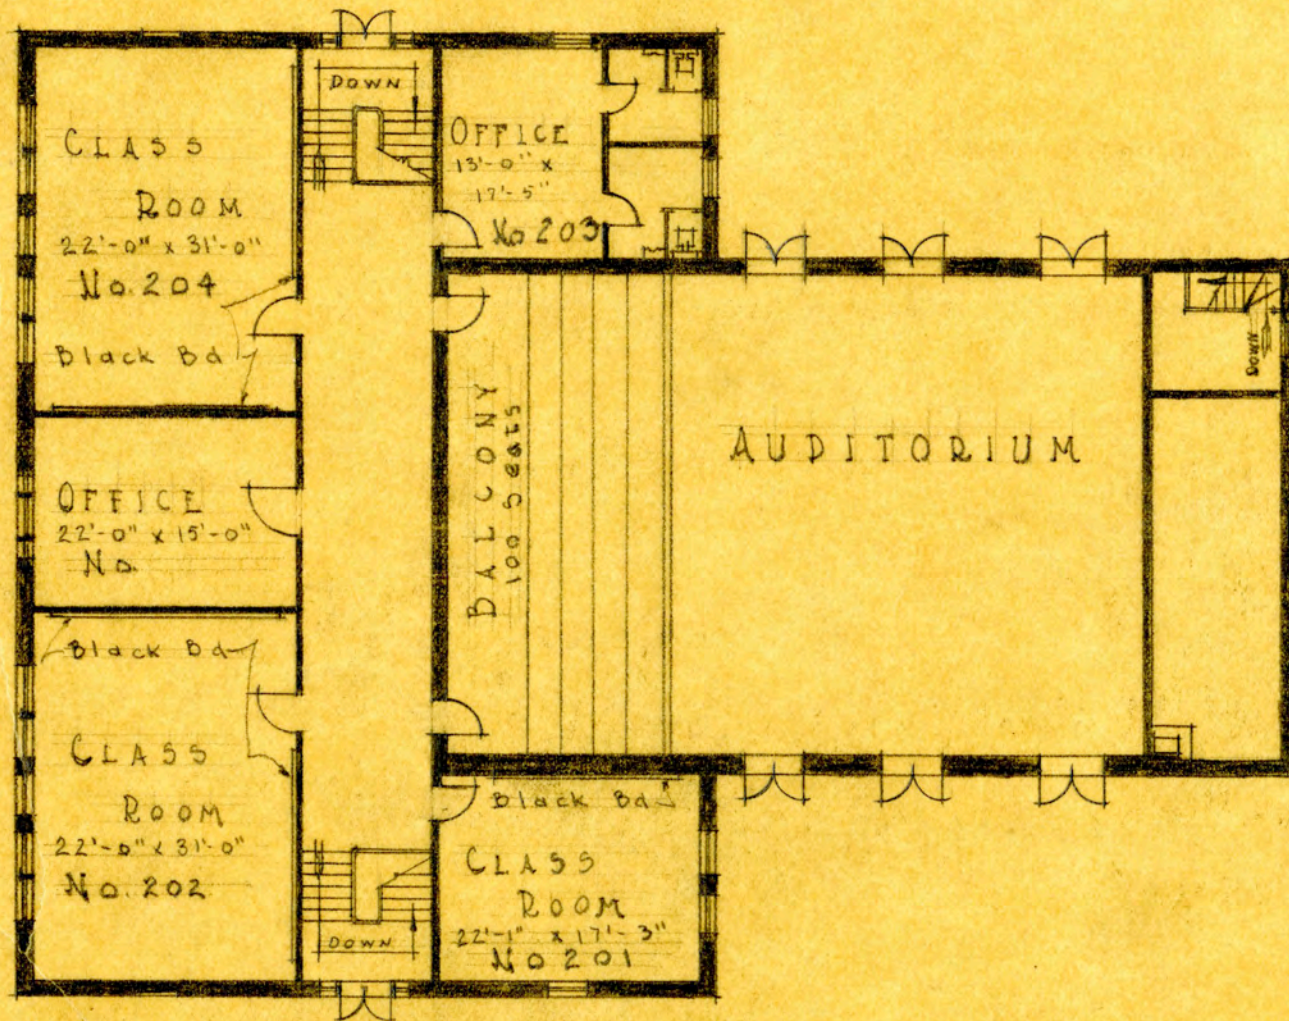 DOWN
CLASS
ROOM
22'-0" x 31'-0"
No. 204
Black Bd
OFFICE
13'-0" x
17'-5"
No 203
DOWN
BALCONY
100 Seats
AUDITORIUM
OFFICE
22'-0" x 15'-0"
No.
Black Bd
CLASS
ROOM
22'-0" x 31'-0"
No. 202
Black Bd
CLASS
ROOM
22'-1" x 17'-3"
No 201
DOWN